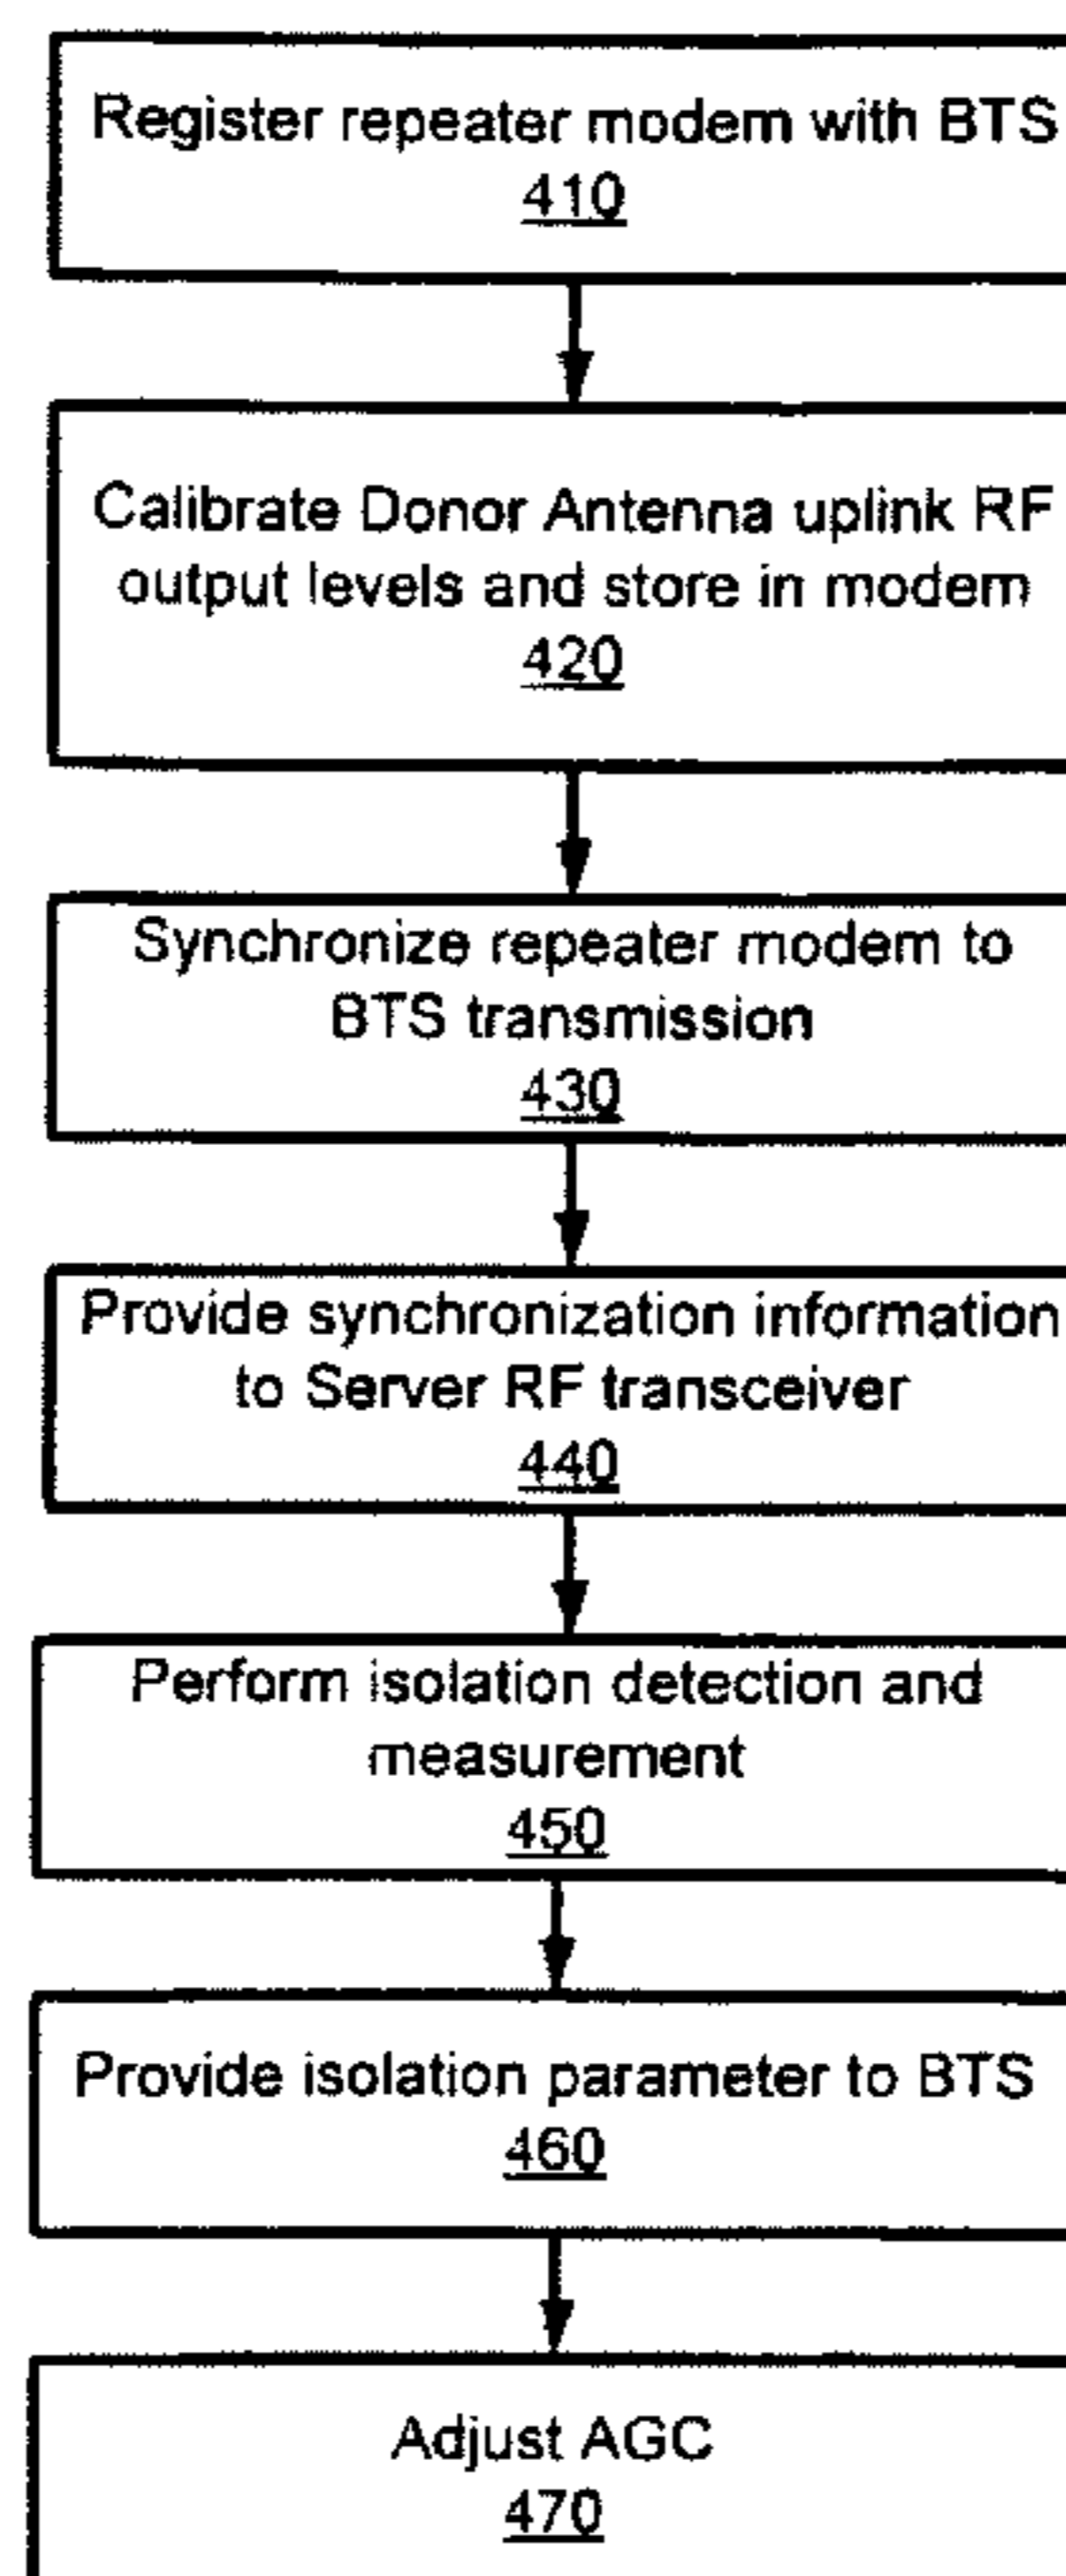 Register repeater modem with BTS
410
Calibrate Donor Antenna uplink RF
output levels and store in modem
420
Synchronize repeater modem to
BTS transmission
430
Provide synchronization information
to Server RF transceiver
440
Perform isolation detection and
measurement
450
Provide isolation parameter to BTS
460
Adjust AGC
470